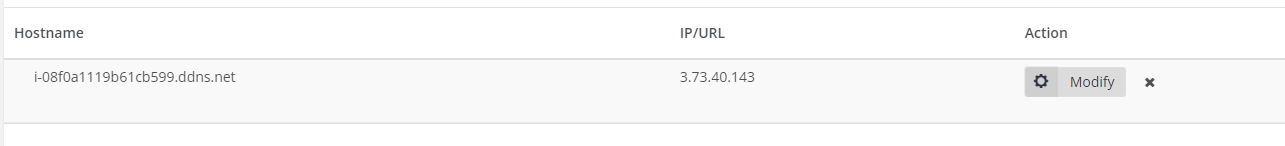 Hostname IP/URL Action
i-08f0a1119b61cb599.ddns.net 3.73.40.143 Modify